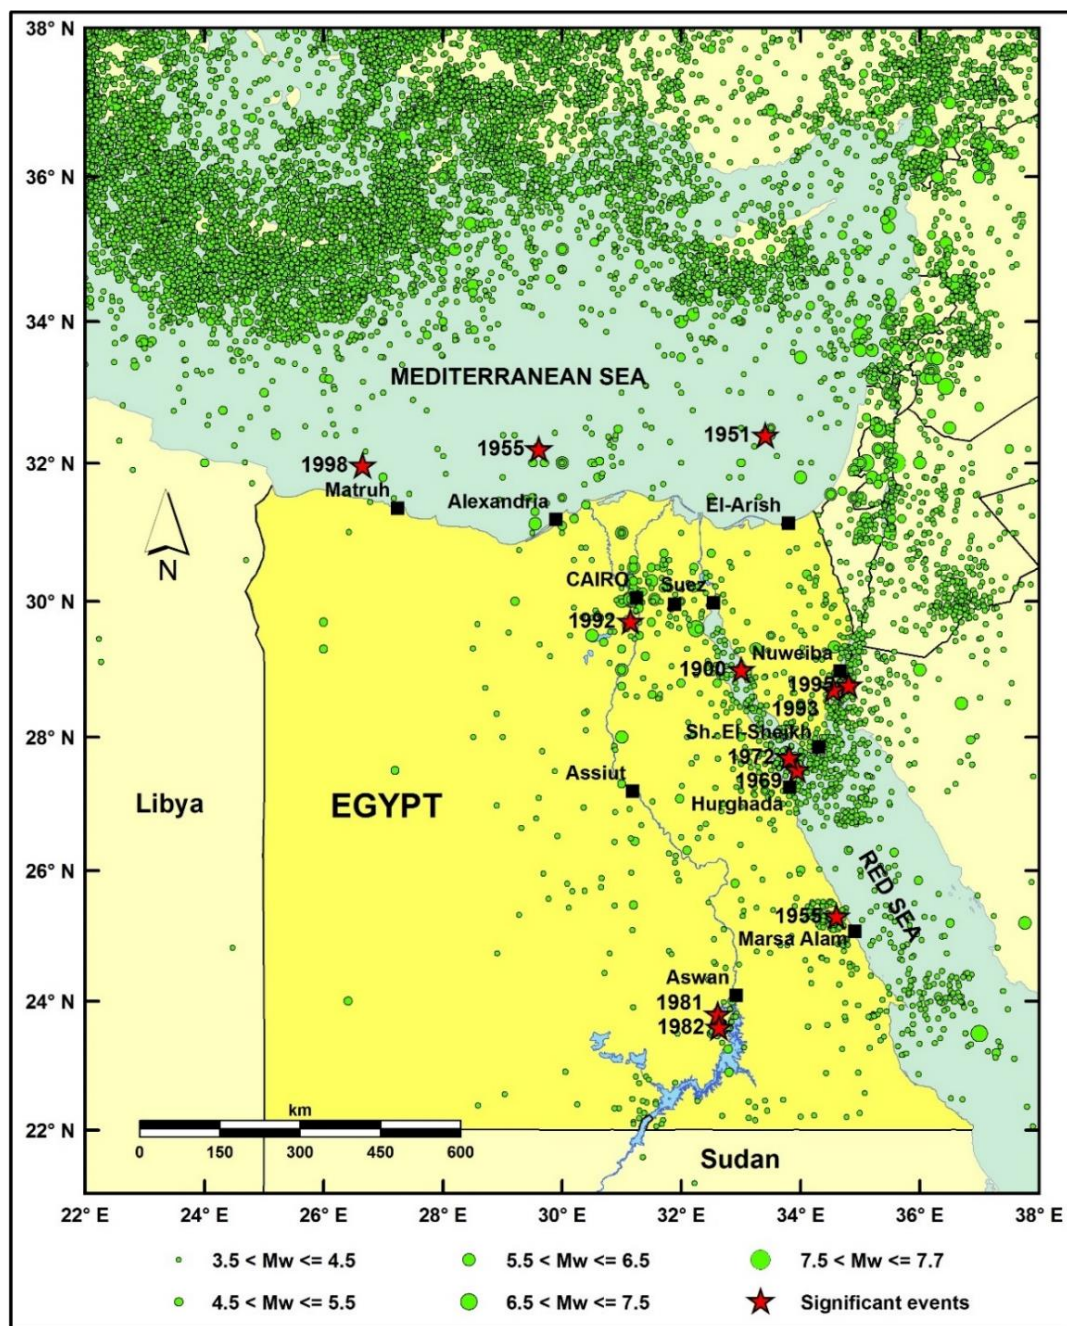 38° N
36° N
34° N
MEDITERRANEAN SEA
1951
1955
1998
32° N
Matruh
Alexandria
El-Arish
N
CAIRO
Suez
30° N
1992
Nuweiba
1900
1995
1993
28° N
Sh. El-Sheikh
1972
Assiut
1969
Libya
EGYPT
Hurghada
26° N
RED SEA
1955
Marsa Alam
Aswan
24° N
1981
1982
km
22° N
0 150 300 450 600
Sudan
22° E 24° E 26° E 28° E 30° E 32° E 34° E 36° E 38° E
3.5 < Mw <= 4.5 5.5 < Mw <= 6.5 7.5 < Mw <= 7.7
4.5 < Mw <= 5.5 6.5 < Mw <= 7.5 Significant events